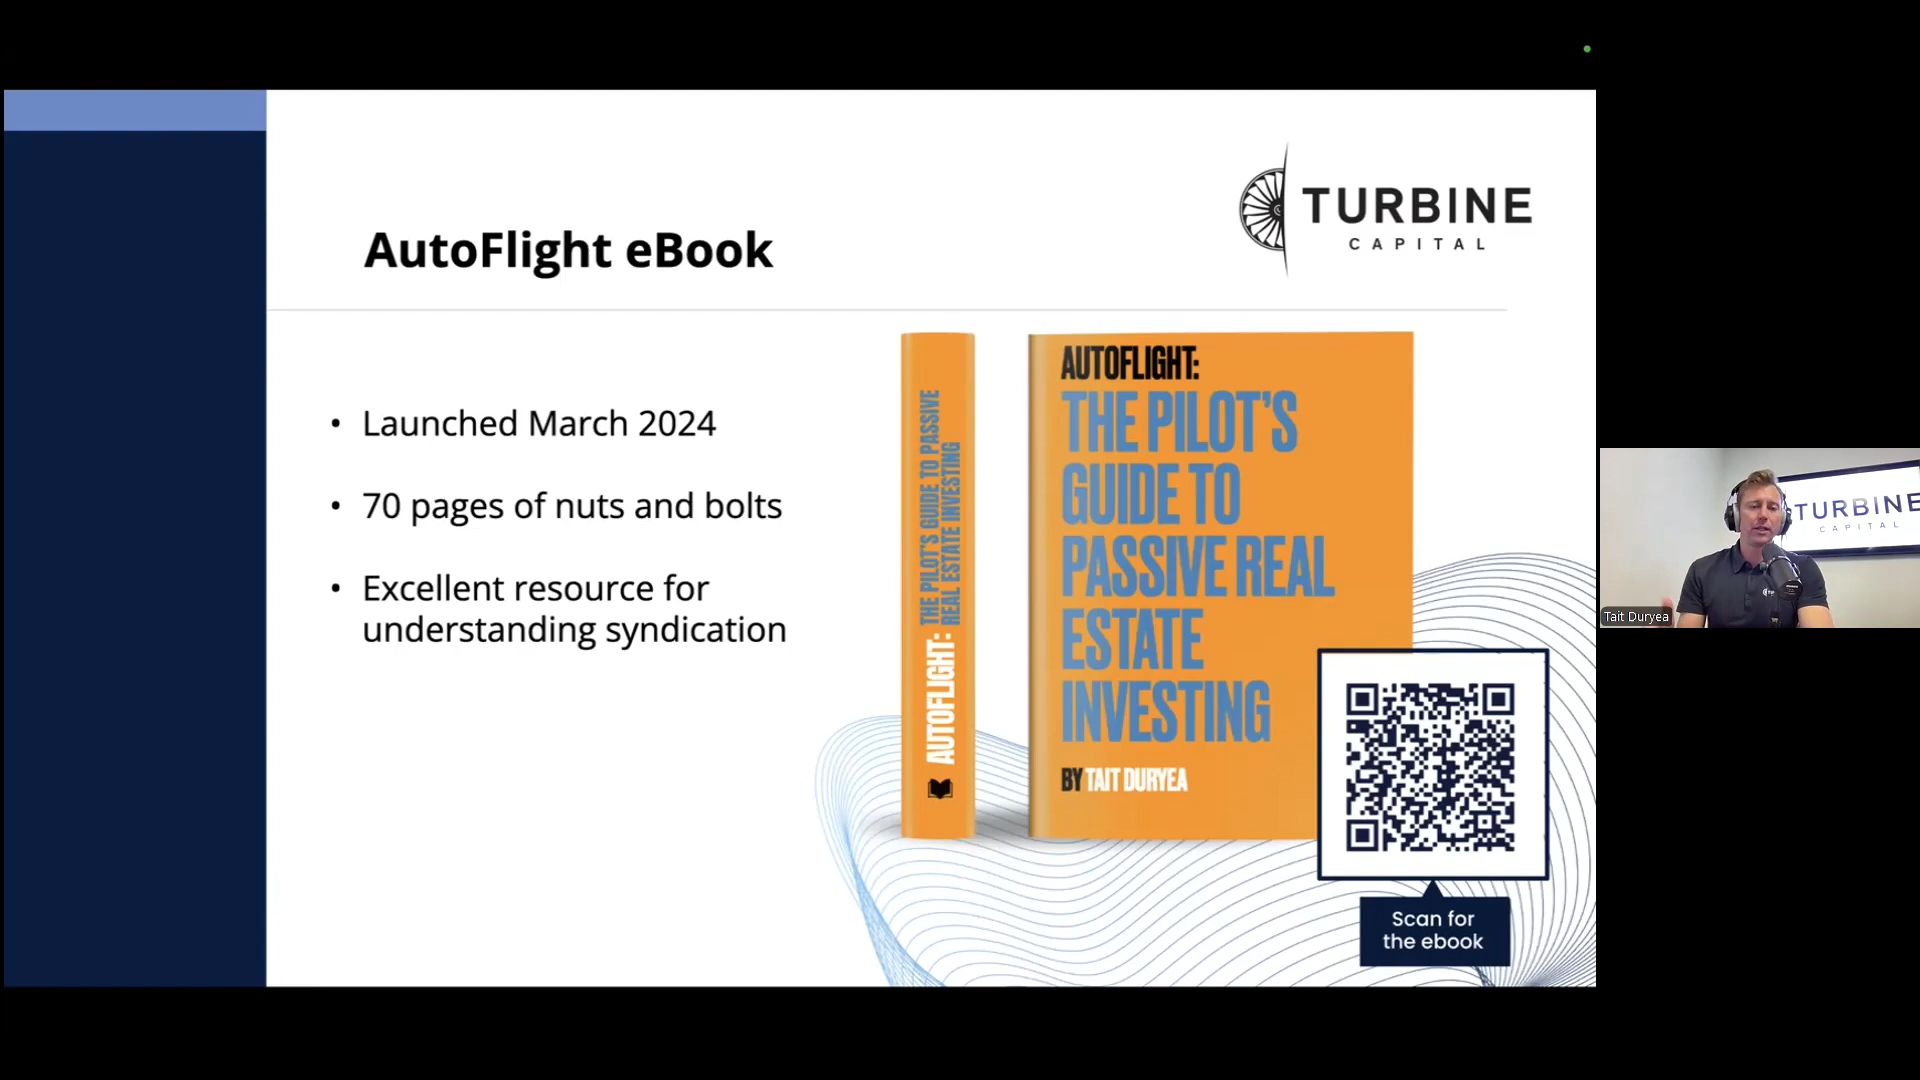 TURBINE
CAPITAL
AutoFlight eBook
• Launched March 2024
• 70 pages of nuts and bolts
• Excellent resource for
understanding syndication
AUTOFLIGHT: THE PILOT'S GUIDE TO PASSIVE
REAL ESTATE INVESTING
AUTOFLIGHT:
THE PILOT'S
GUIDE TO
PASSIVE REAL
ESTATE
INVESTING
BY TAIT DURYEA
Scan for
the ebook
TURBINE
CAPITAL
Tait Duryea